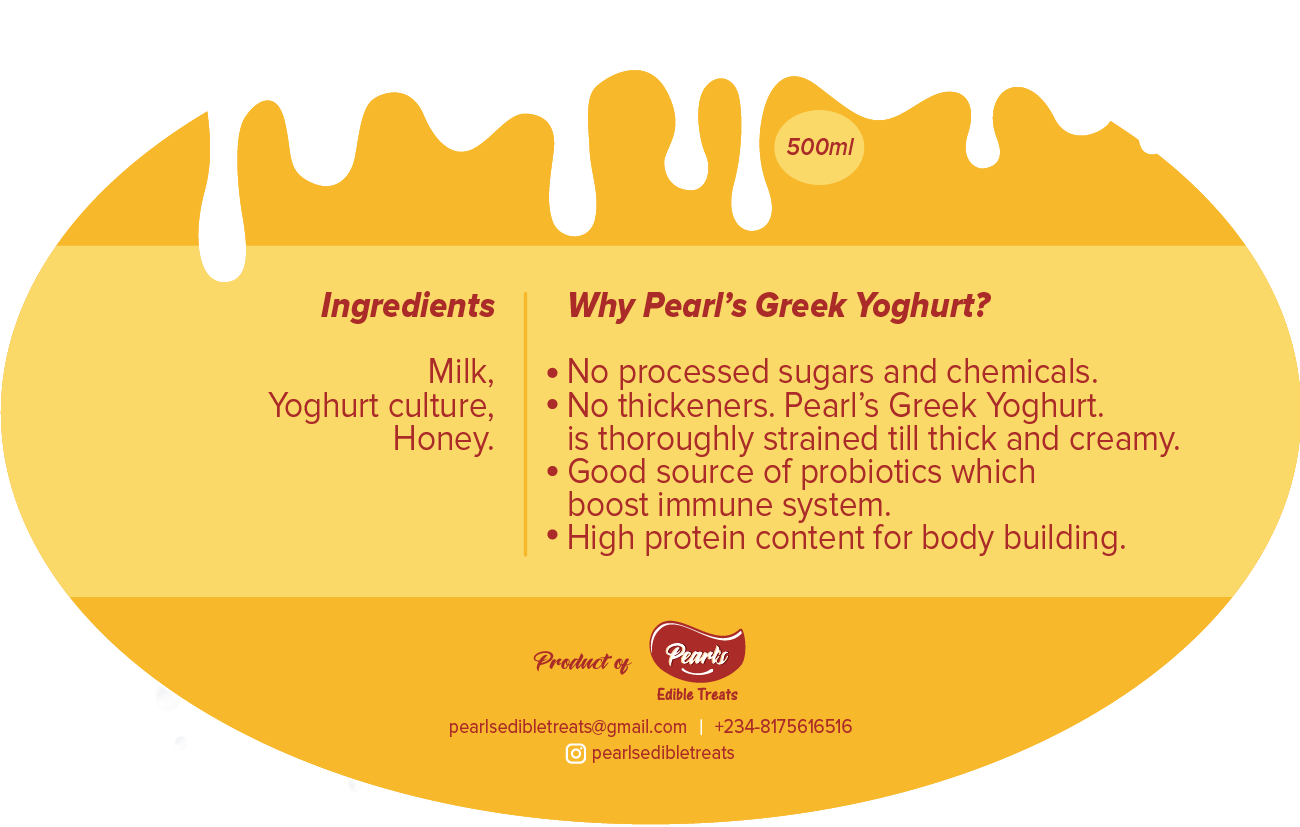 500ml
Ingredients
Milk,
Yoghurt culture,
Honey.
Why Pearl’s Greek Yoghurt?
• No processed sugars and chemicals.
• No thickeners. Pearl’s Greek Yoghurt.
is thoroughly strained till thick and creamy.
• Good source of probiotics which
boost immune system.
• High protein content for body building.
Product of
Pearls
Edible Treats
pearlsedibletreats@gmail.com | +234-8175616516
pearlsedibletreats